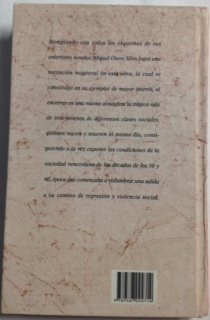 Rompiendo con todos los esquemas de sus
anteriores novelas, Miguel Otero Silva logró una
narración magistral en esta obra, la cual se
constituyó en su ejemplar de mayor interés, al
encerrar en una misma atmósfera la trágica vida
de tres jóvenes de diferentes clases sociales,
quienes nacen y mueren el mismo día, consi-
guiendo a la vez exponer las condiciones de la
sociedad venezolana de las décadas de los 50 y
60, época que comenzaba a vislumbrar una salida
a su camino de represión y violencia social.